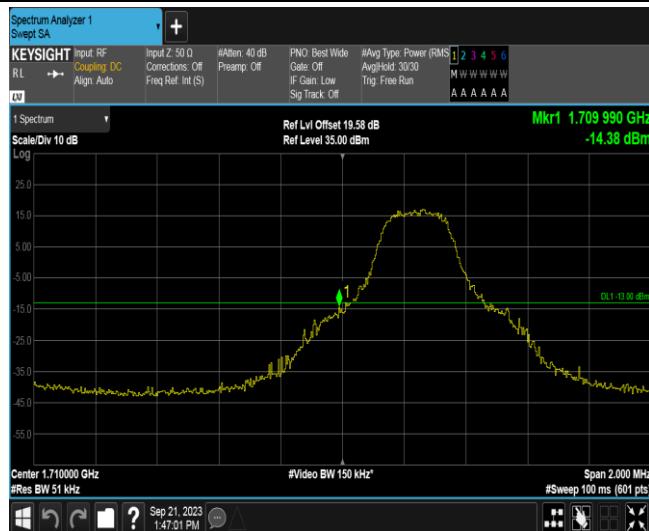 Spectrum Analyzer 1
Swept SA
+
KEYSIGHT
RL
Input: RF
Coupling: DC
Align: Auto
Input Z: 50 Ω
Corrections: Off
Freq Ref: Int (S)
#Atten: 40 dB
Preamp: Off
PNO: Best Wide
Gate: Off
IF Gain: Low
Sig Track: Off
#Avg Type: Power (RMS
Avg|Hold: 30/30
Trig: Free Run
1 2 3 4 5 6
M W W W W W
A A A A A A
1 Spectrum
Scale/Div 10 dB
Ref Lvl Offset 19.58 dB
Ref Level 35.00 dBm
Mkr1 1.709 990 GHz
-14.38 dBm
Log
25.0
15.0
5.00
-5.00
-15.0
-25.0
-35.0
-45.0
-55.0
1
DL1 -13.00 dBm
Center 1.710000 GHz
#Res BW 51 kHz
#Video BW 150 kHz*
Span 2.000 MHz
#Sweep 100 ms (601 pts)
?
Sep 21, 2023
1:47:01 PM